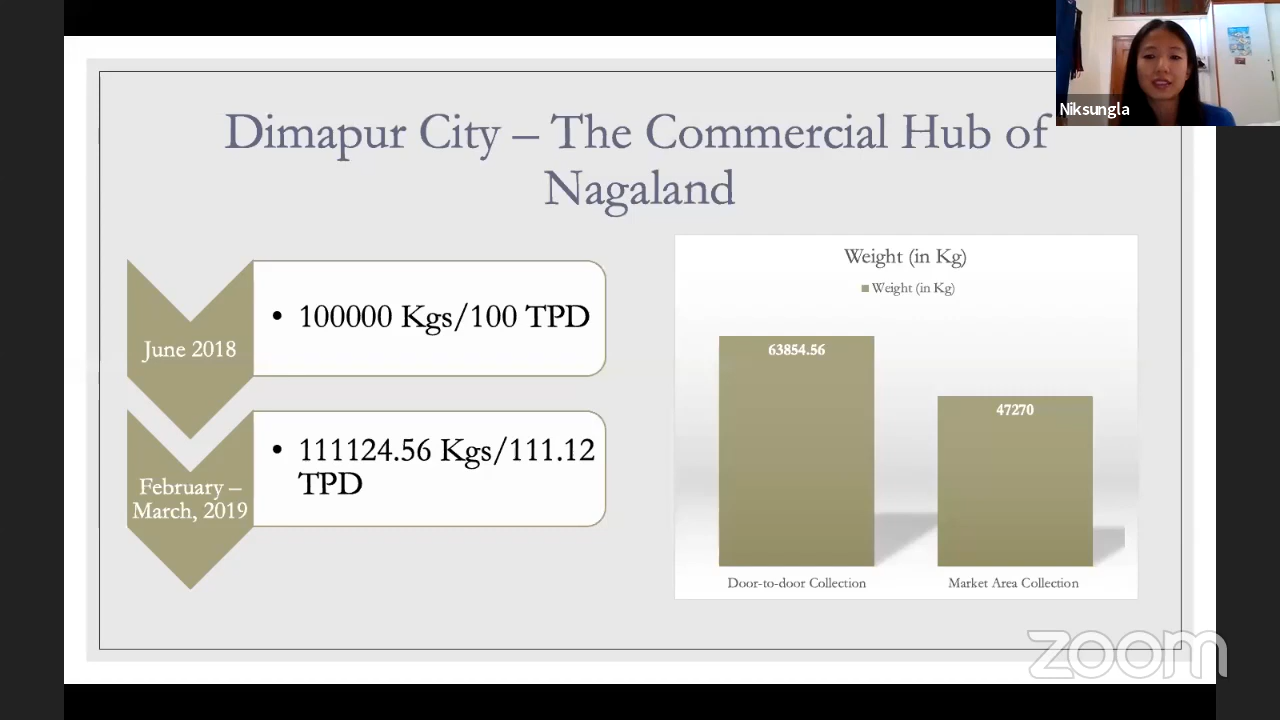 Niksungla
Dimapur City – The Commercial Hub of
Nagaland
June 2018
• 100000 Kgs/100 TPD
February –
March, 2019
• 111124.56 Kgs/111.12
TPD
Weight (in Kg)
Weight (in Kg)
63854.56
47270
Door-to-door Collection
Market Area Collection
zoom